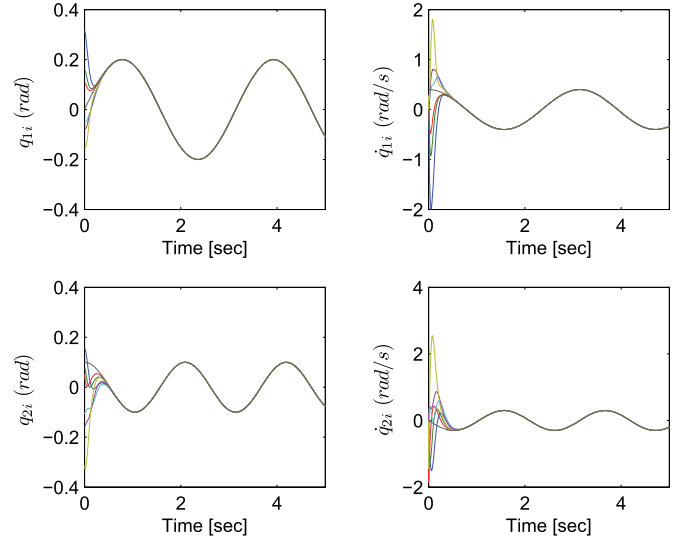 0.4
0.2
0
−0.2
−0.4
q1i (rad)
0 2 4
Time [sec]
2
1
0
−1
−2
q̇1i (rad/s)
0 2 4
Time [sec]
0.4
0.2
0
−0.2
−0.4
q2i (rad)
0 2 4
Time [sec]
4
2
0
−2
q̇2i (rad/s)
0 2 4
Time [sec]